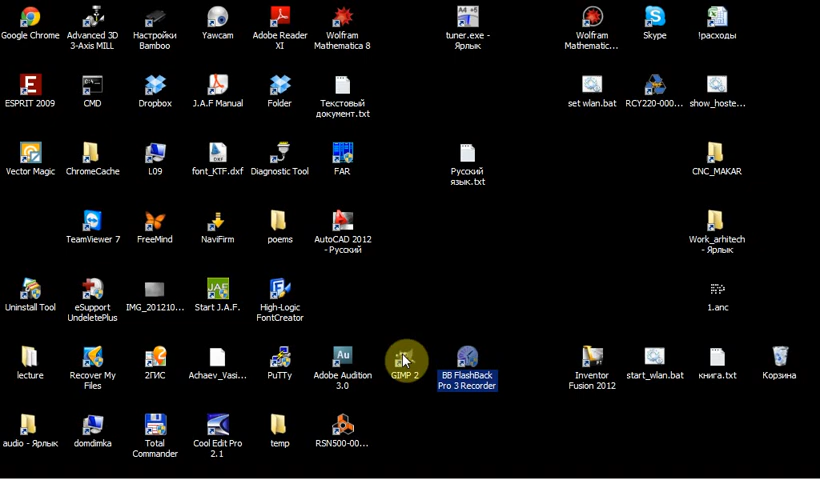 Google Chrome
Advanced 3D
3-Axis MILL
Настройки
Bamboo
Yawcam
Adobe Reader
XI
Wolfram
Mathematica 8
tuner.exe -
Ярлык
Wolfram
Mathematic...
Skype
!расходы
ESPRIT 2009
CMD
Dropbox
J.A.F Manual
Folder
Текстовый
документ.txt
set wlan.bat
RCY220-000...
show_hoste...
Vector Magic
ChromeCache
L09
font_KTF.dxf
Diagnostic Tool
FAR
Русский
язык.txt
CNC_MAKAR
TeamViewer 7
FreeMind
NaviFirm
poems
AutoCAD 2012
- Русский
Work_arhitech
- Ярлык
Uninstall Tool
eSupport
UndeletePlus
IMG_201210...
Start J.A.F.
High-Logic
FontCreator
1.anc
lecture
Recover My
Files
2ГИС
Achaev_Vasi...
PuTTy
Adobe Audition
3.0
GIMP 2
BB FlashBack
Pro 3 Recorder
Inventor
Fusion 2012
start_wlan.bat
книга.txt
Корзина
audio - Ярлык
domdimka
Total
Commander
Cool Edit Pro
2.1
temp
RSN500-00...